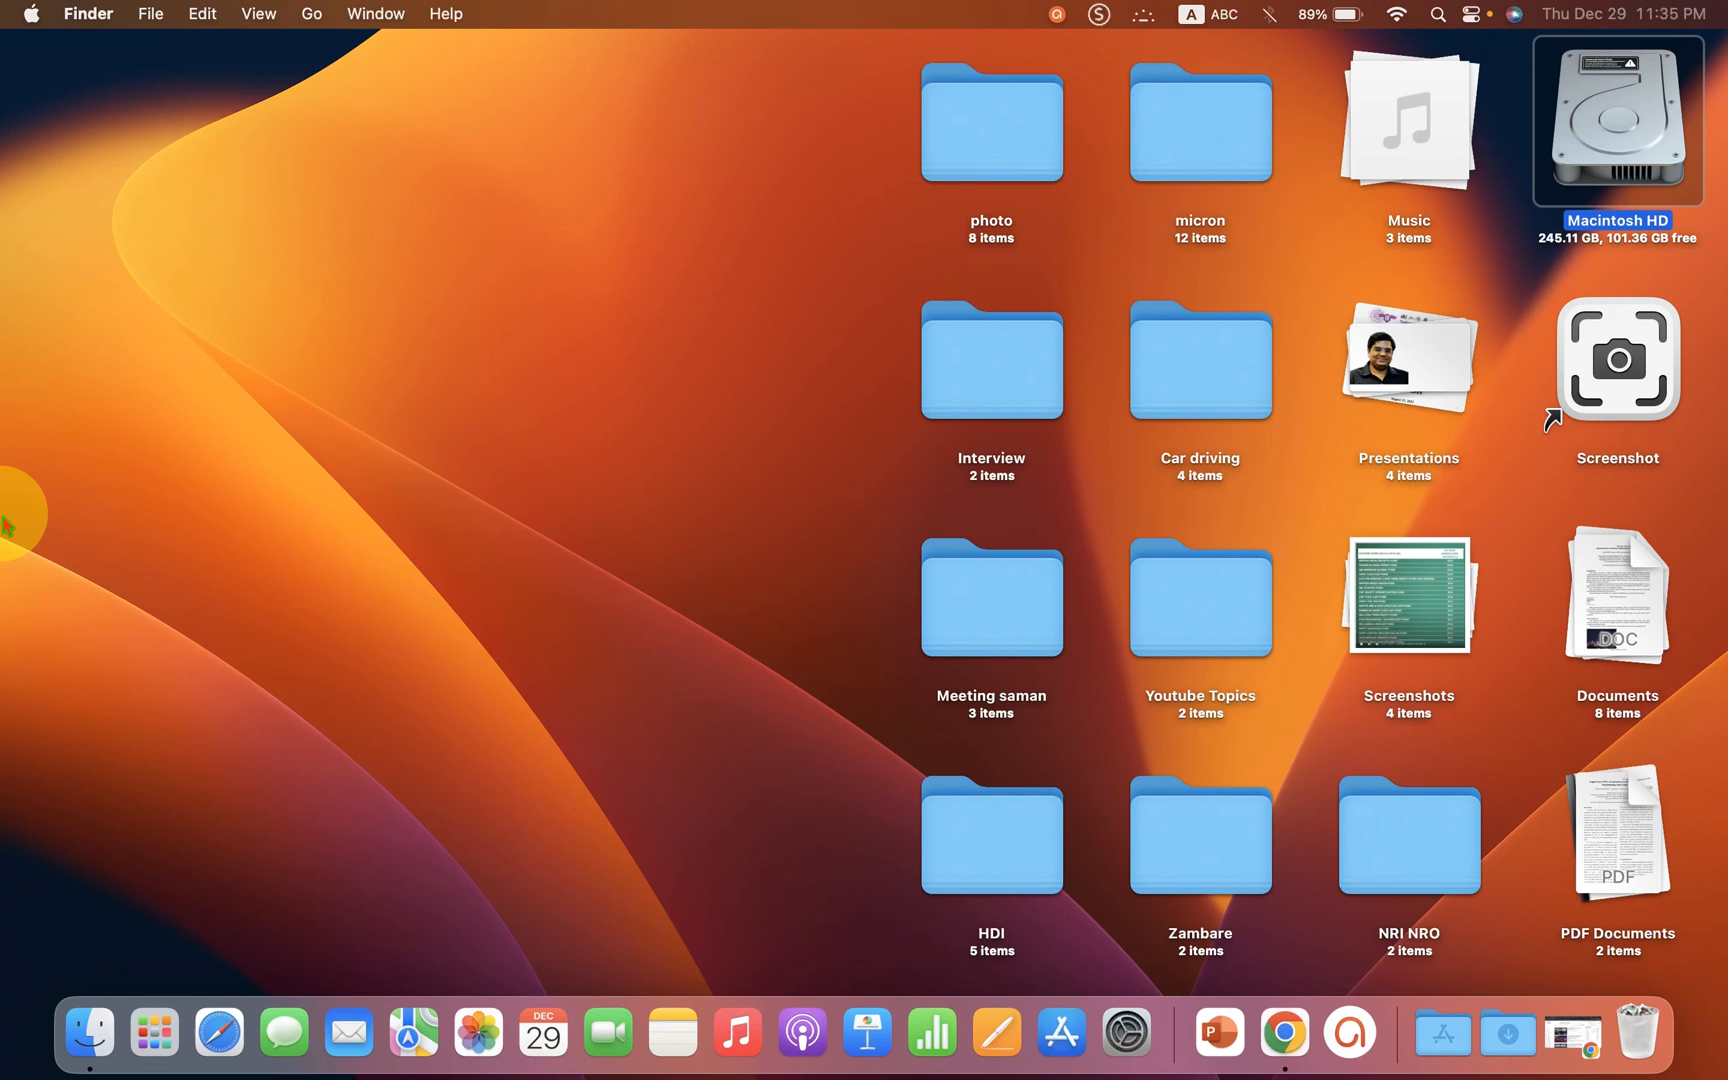 Finder File Edit View Go Window Help A ABC 89% Thu Dec 29 11:35 PM
photo
8 items
micron
12 items
Music
3 items
Macintosh HD
245.11 GB, 101.36 GB free
Interview
2 items
Car driving
4 items
Presentations
4 items
Screenshot
Meeting saman
3 items
Youtube Topics
2 items
Screenshots
4 items
DOC
Documents
8 items
HDI
5 items
Zambare
2 items
NRI NRO
2 items
PDF
PDF Documents
2 items
DEC
29
P